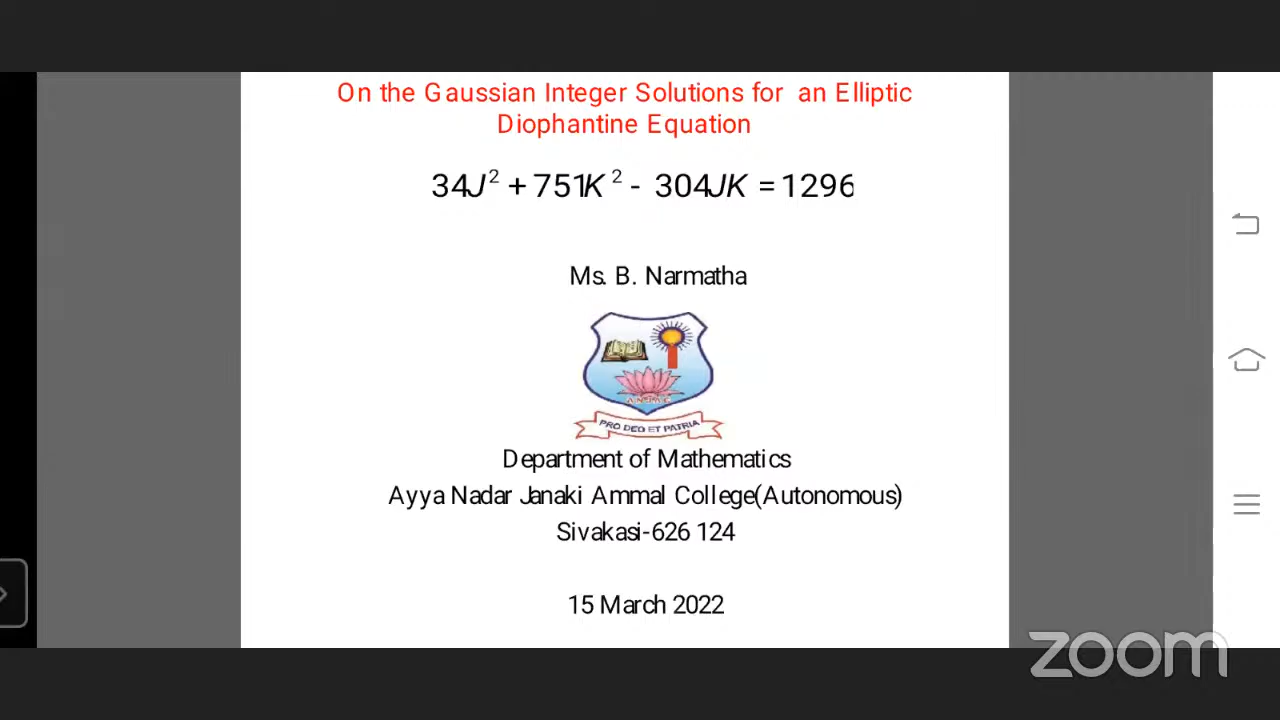 On the Gaussian Integer Solutions for an Elliptic
Diophantine Equation
34J² + 751K² - 304JK = 1296
Ms. B. Narmatha
A.N.J.A.C
PRO DEO ET PATRIA
Department of Mathematics
Ayya Nadar Janaki Ammal College(Autonomous)
Sivakasi-626 124
15 March 2022
zoom